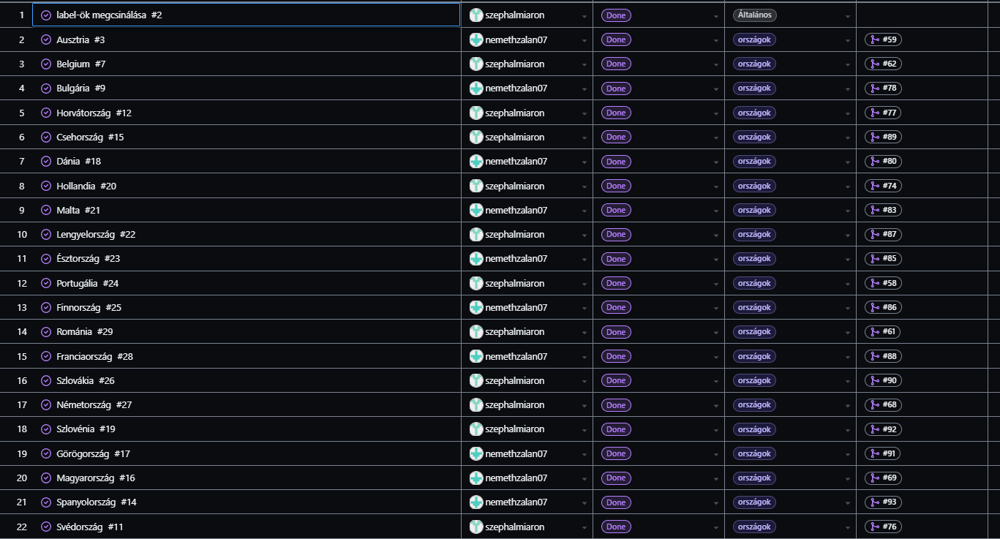 1 label-ök megcsinálása #2 szephalmiaron Done Általános
2 Ausztria #3 nemethzalan07 Done országok #59
3 Belgium #7 szephalmiaron Done országok #62
4 Bulgária #9 nemethzalan07 Done országok #78
5 Horvátország #12 szephalmiaron Done országok #77
6 Csehország #15 szephalmiaron Done országok #89
7 Dánia #18 nemethzalan07 Done országok #80
8 Hollandia #20 szephalmiaron Done országok #74
9 Malta #21 nemethzalan07 Done országok #83
10 Lengyelország #22 szephalmiaron Done országok #87
11 Észtország #23 nemethzalan07 Done országok #85
12 Portugália #24 szephalmiaron Done országok #58
13 Finnország #25 nemethzalan07 Done országok #86
14 Románia #29 szephalmiaron Done országok #61
15 Franciaország #28 nemethzalan07 Done országok #88
16 Szlovákia #26 szephalmiaron Done országok #90
17 Németország #27 szephalmiaron Done országok #68
18 Szlovénia #19 szephalmiaron Done országok #92
19 Görögország #17 nemethzalan07 Done országok #91
20 Magyarország #16 nemethzalan07 Done országok #69
21 Spanyolország #14 nemethzalan07 Done országok #93
22 Svédország #11 szephalmiaron Done országok #76